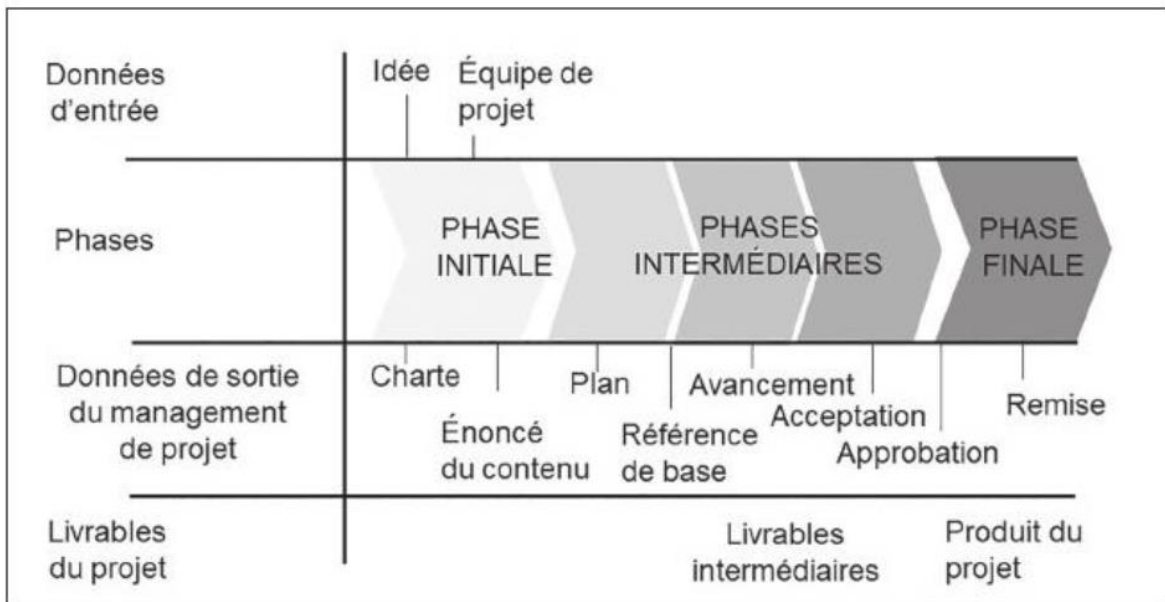 Données
d'entrée
Idée
Équipe de
projet
Phases
PHASE
INITIALE
PHASES
INTERMÉDIAIRES
PHASE
FINALE
Données de sortie
du management
de projet
Charte
Énoncé
du contenu
Plan
Référence
de base
Avancement
Acceptation
Approbation
Remise
Livrables
du projet
Livrables
intermédiaires
Produit du
projet